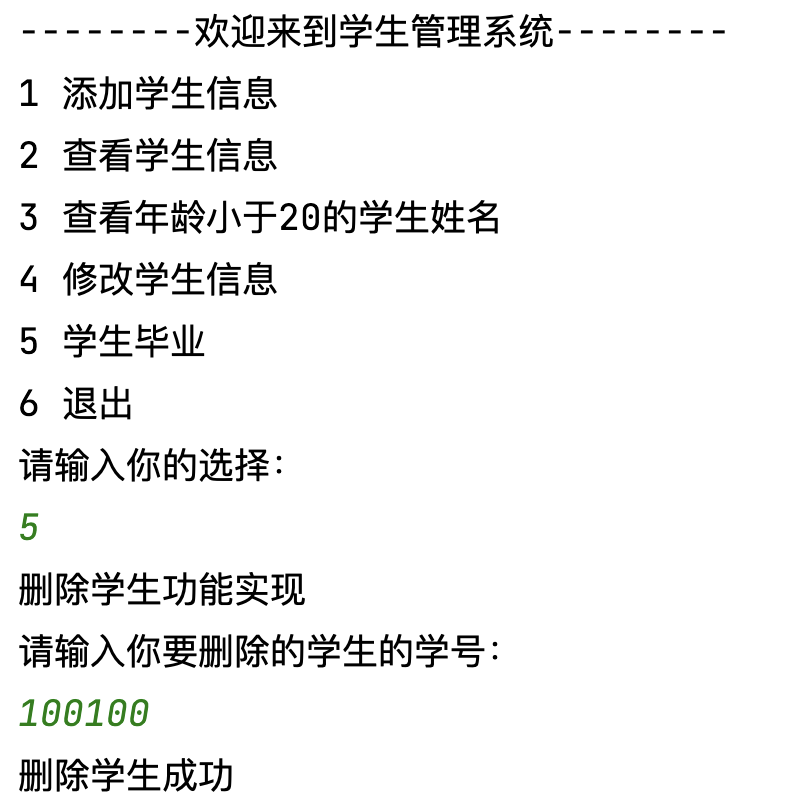 --------欢迎来到学生管理系统--------
1 添加学生信息
2 查看学生信息
3 查看年龄小于20的学生姓名
4 修改学生信息
5 学生毕业
6 退出
请输入你的选择：
5
删除学生功能实现
请输入你要删除的学生的学号：
100100
删除学生成功